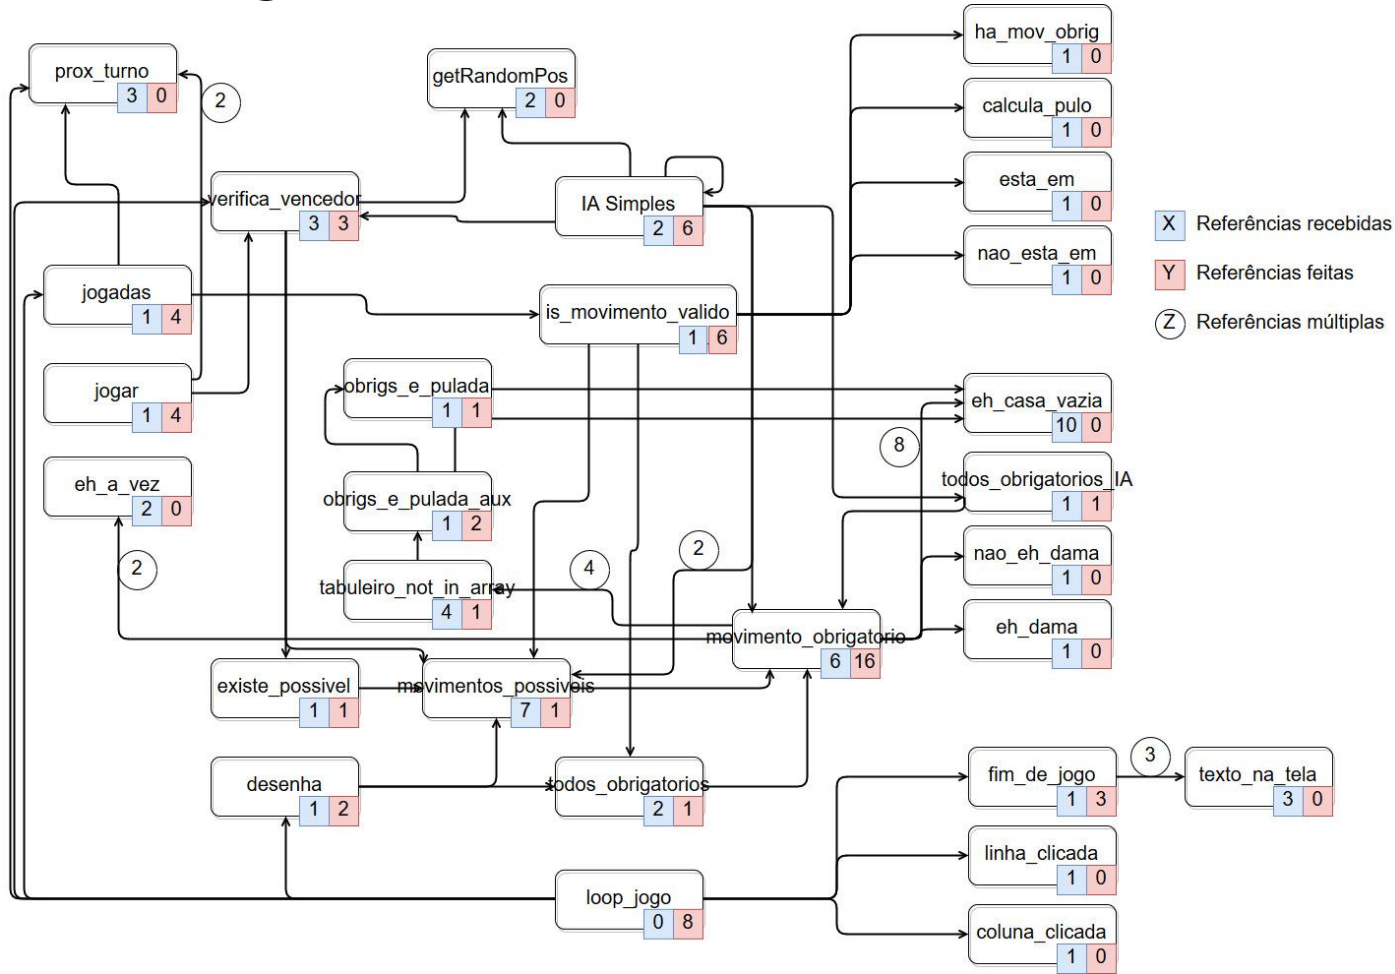 ha_mov_orig
1 0
prox_turno
3 0
2
getRandomPos
2 0
calcula_pulo
1 0
esta_em
1 0
verifica_vencedor
3 3
IA Simples
2 6
X Referências recebidas
nao_esta_em
1 0
Y Referências feitas
jogadas
1 4
is_movimento_valido
1 6
Z Referências múltiplas
jogar
1 4
obrigs_e_pulada
1 1
eh_casa_vazia
10 0
8
eh_a_vez
2 0
obrigs_e_pulada_aux
1 2
todos_obrigatorios_IA
1 1
2
2
4
tabuleiro_not_in_array
4 1
nao_eh_dama
1 0
movimento_obrigatorio
6 16
eh_dama
1 0
existe_possivel
1 1
movimentos_possiveis
7 1
desenha
1 2
todos_obrigatorios
2 1
fim_de_jogo
1 3
3
texto_na_tela
3 0
linha_clicada
1 0
loop_jogo
0 8
coluna_clicada
1 0